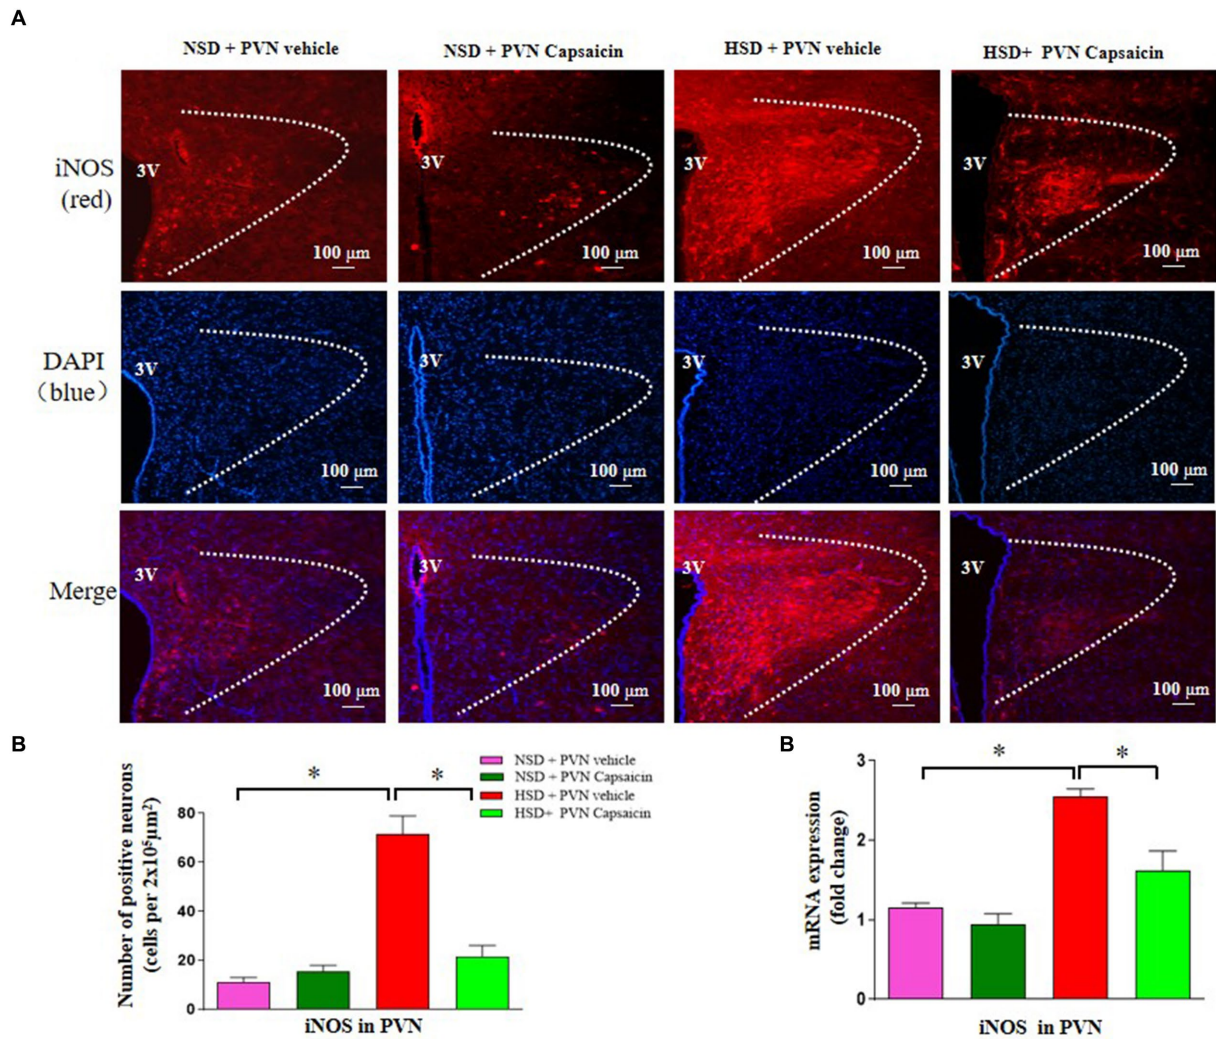 A
NSD + PVN vehicle
NSD + PVN Capsaicin
HSD + PVN vehicle
HSD+ PVN Capsaicin
iNOS
(red)
3V
3V
3V
3V
100 µm
100 µm
100 µm
100 µm
DAPI
（blue）
3V
3V
3V
3V
100 µm
100 µm
100 µm
100 µm
Merge
3V
3V
3V
3V
100 µm
100 µm
100 µm
100 µm
B
Number of positive neurons
(cells per 2x10⁵µm²)
80
60
40
20
0
*
*
NSD + PVN vehicle
NSD + PVN Capsaicin
HSD + PVN vehicle
HSD+ PVN Capsaicin
iNOS in PVN
B
mRNA expression
(fold change)
3
2
1
0
*
*
iNOS in PVN